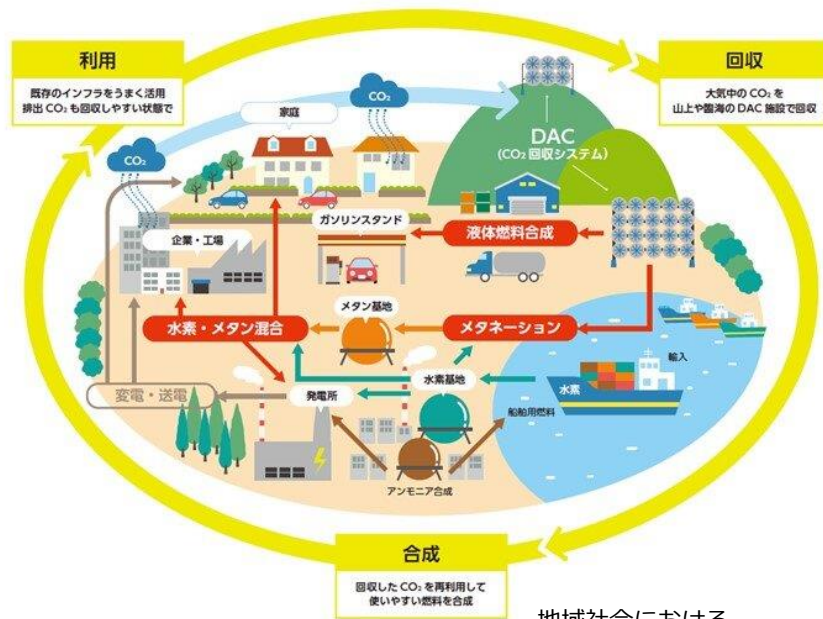 利用
既存のインフラをうまく活用
排出CO₂も回収しやすい状態で
回収
大気中のCO₂を
山上や臨海のDAC施設で回収
CO₂
家庭
CO₂
DAC
(CO₂回収システム)
ガソリンスタンド
液体燃料合成
企業・工場
メタン基地
水素・メタン混合
メタネーション
輸入
水素
水素基地
変電・送電
発電所
船舶用燃料
アンモニア合成
合成
回収したCO₂を再利用して
使いやすい燃料を合成